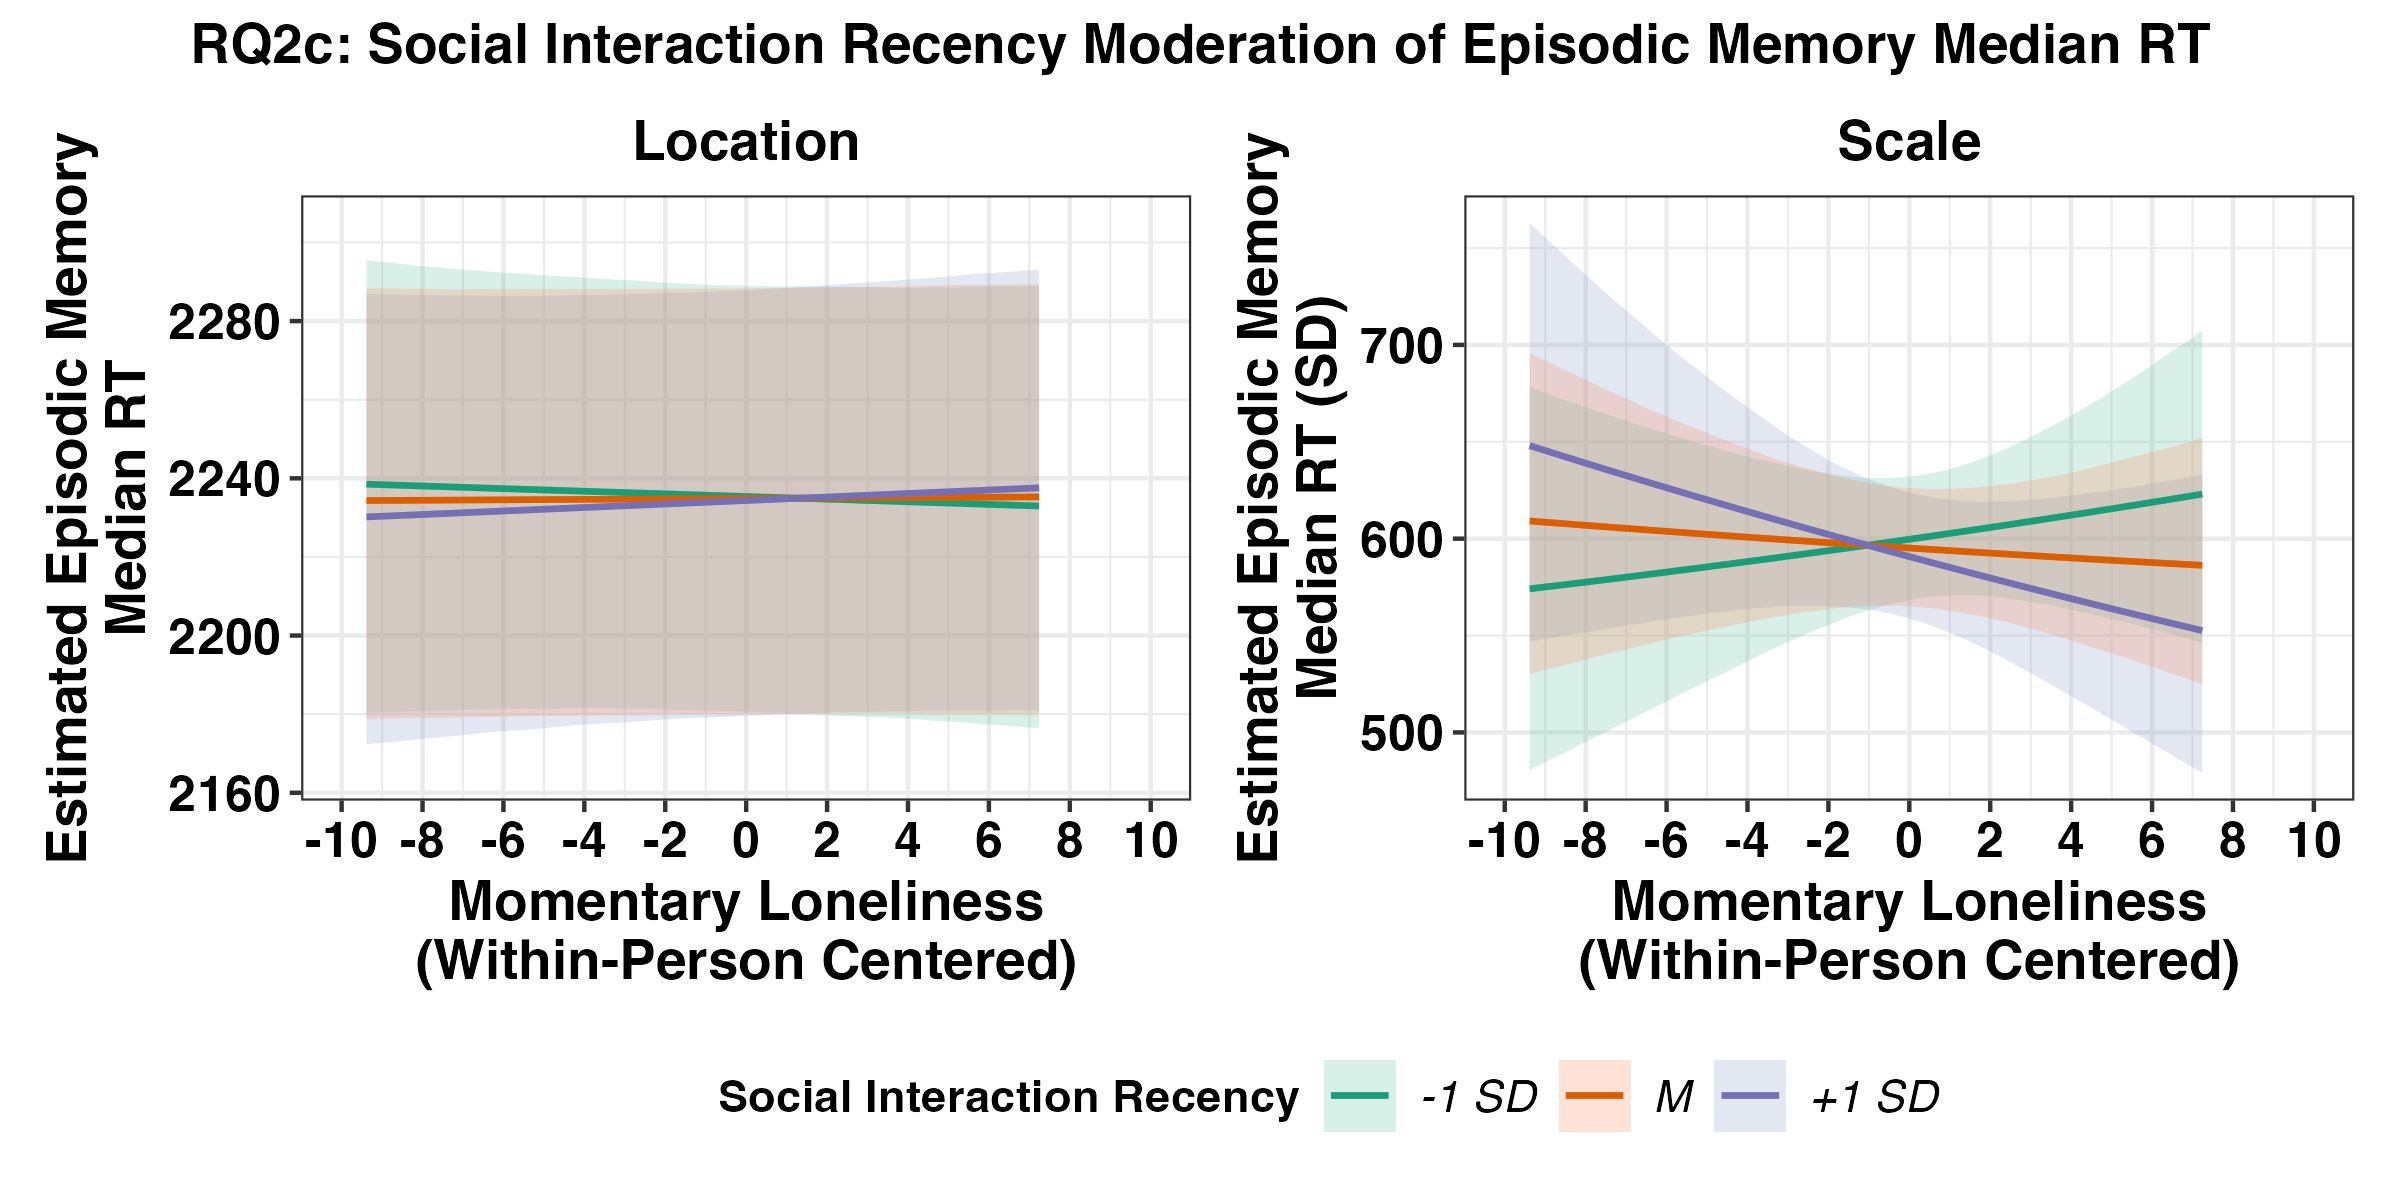 RQ2c: Social Interaction Recency Moderation of Episodic Memory Median RT
Location
Estimated Episodic Memory
Median RT
2280
2240
2200
2160
-10 -8 -6 -4 -2 0 2 4 6 8 10
Momentary Loneliness
(Within-Person Centered)
Scale
Estimated Episodic Memory
Median RT (SD)
700
600
500
-10 -8 -6 -4 -2 0 2 4 6 8 10
Momentary Loneliness
(Within-Person Centered)
Social Interaction Recency -1 SD M +1 SD